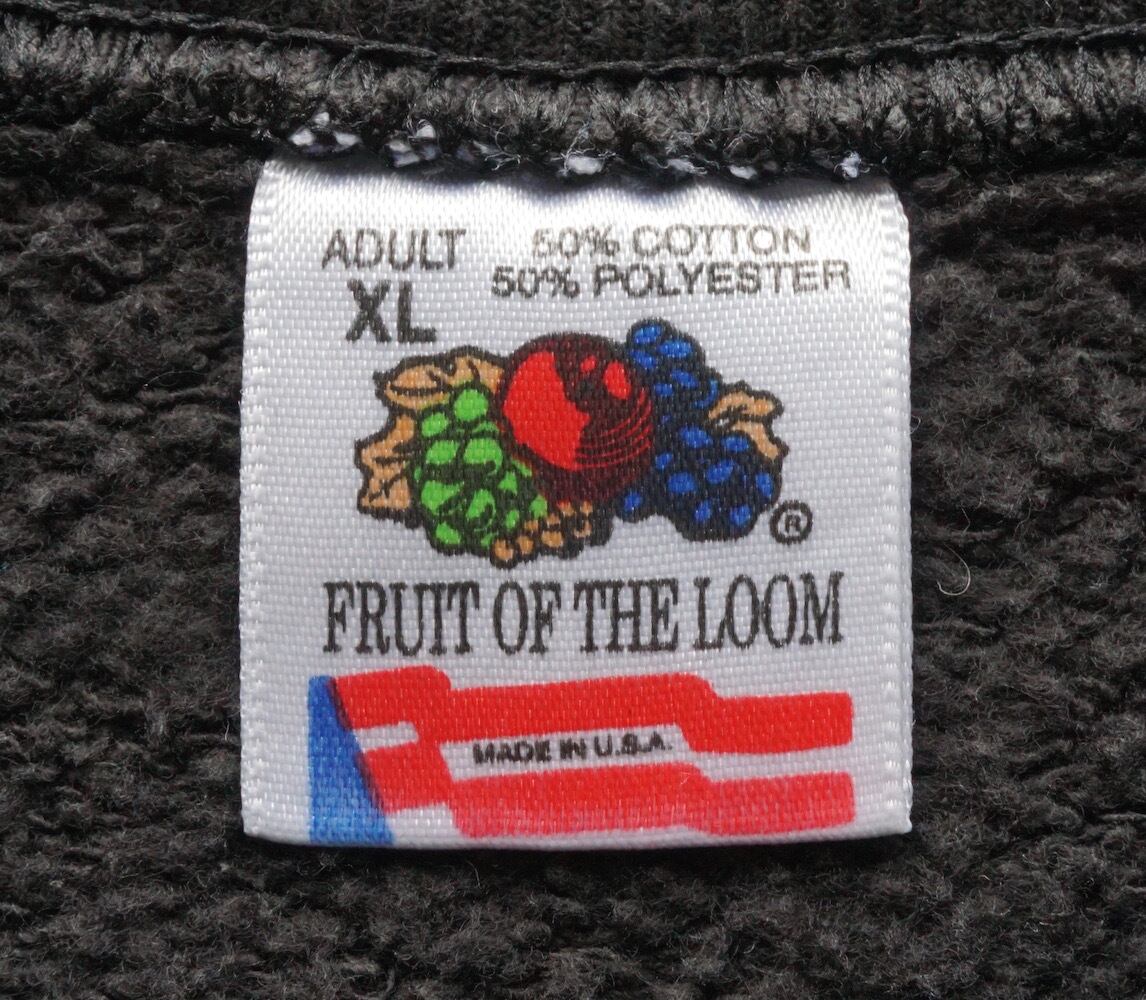 ADULT
XL
50% COTTON
50% POLYESTER
®
FRUIT OF THE LOOM
MADE IN U.S.A.